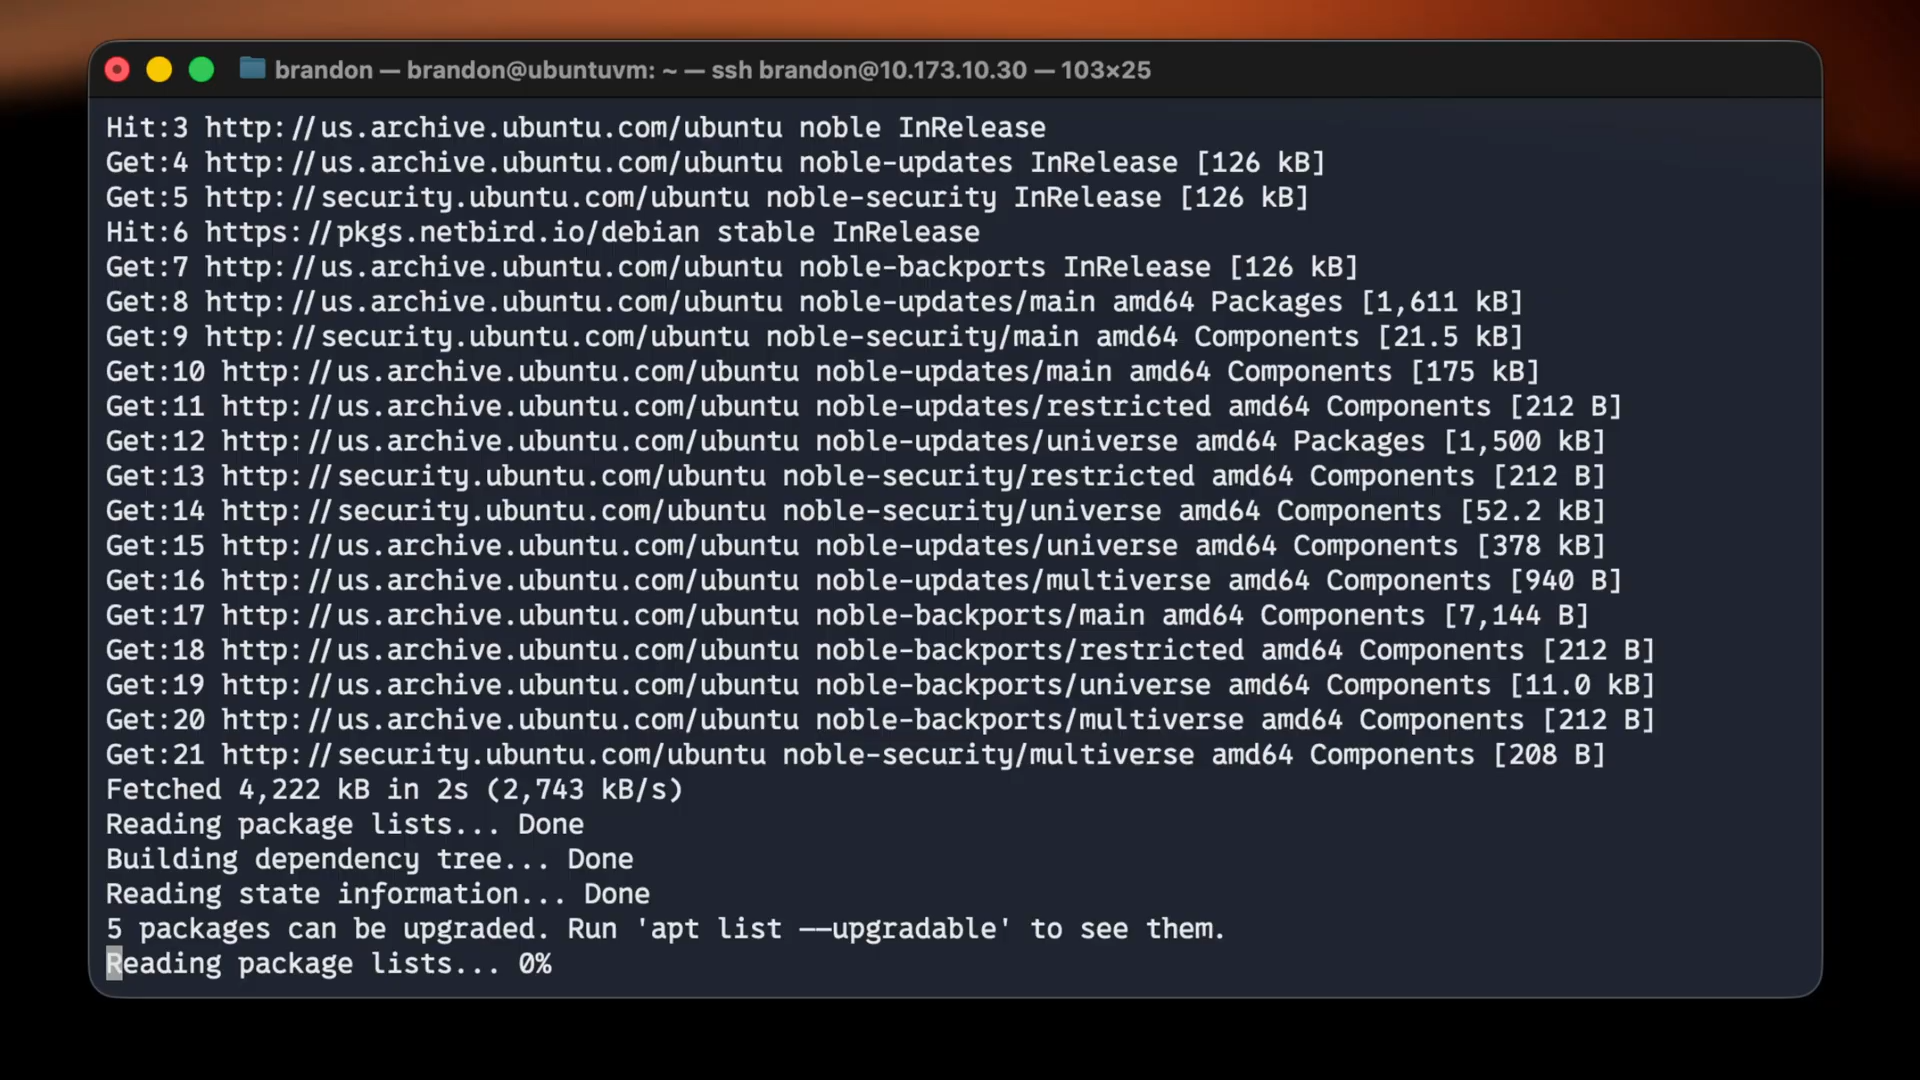 brandon — brandon@ubuntuvm: ~ — ssh brandon@10.173.10.30 — 103×25
Hit:3 http://us.archive.ubuntu.com/ubuntu noble InRelease
Get:4 http://us.archive.ubuntu.com/ubuntu noble-updates InRelease [126 kB]
Get:5 http://security.ubuntu.com/ubuntu noble-security InRelease [126 kB]
Hit:6 https://pkgs.netbird.io/debian stable InRelease
Get:7 http://us.archive.ubuntu.com/ubuntu noble-backports InRelease [126 kB]
Get:8 http://us.archive.ubuntu.com/ubuntu noble-updates/main amd64 Packages [1,611 kB]
Get:9 http://security.ubuntu.com/ubuntu noble-security/main amd64 Components [21.5 kB]
Get:10 http://us.archive.ubuntu.com/ubuntu noble-updates/main amd64 Components [175 kB]
Get:11 http://us.archive.ubuntu.com/ubuntu noble-updates/restricted amd64 Components [212 B]
Get:12 http://us.archive.ubuntu.com/ubuntu noble-updates/universe amd64 Packages [1,500 kB]
Get:13 http://security.ubuntu.com/ubuntu noble-security/restricted amd64 Components [212 B]
Get:14 http://security.ubuntu.com/ubuntu noble-security/universe amd64 Components [52.2 kB]
Get:15 http://us.archive.ubuntu.com/ubuntu noble-updates/universe amd64 Components [378 kB]
Get:16 http://us.archive.ubuntu.com/ubuntu noble-updates/multiverse amd64 Components [940 B]
Get:17 http://us.archive.ubuntu.com/ubuntu noble-backports/main amd64 Components [7,144 B]
Get:18 http://us.archive.ubuntu.com/ubuntu noble-backports/restricted amd64 Components [212 B]
Get:19 http://us.archive.ubuntu.com/ubuntu noble-backports/universe amd64 Components [11.0 kB]
Get:20 http://us.archive.ubuntu.com/ubuntu noble-backports/multiverse amd64 Components [212 B]
Get:21 http://security.ubuntu.com/ubuntu noble-security/multiverse amd64 Components [208 B]
Fetched 4,222 kB in 2s (2,743 kB/s)
Reading package lists... Done
Building dependency tree... Done
Reading state information... Done
5 packages can be upgraded. Run 'apt list --upgradable' to see them.
Reading package lists... 0%